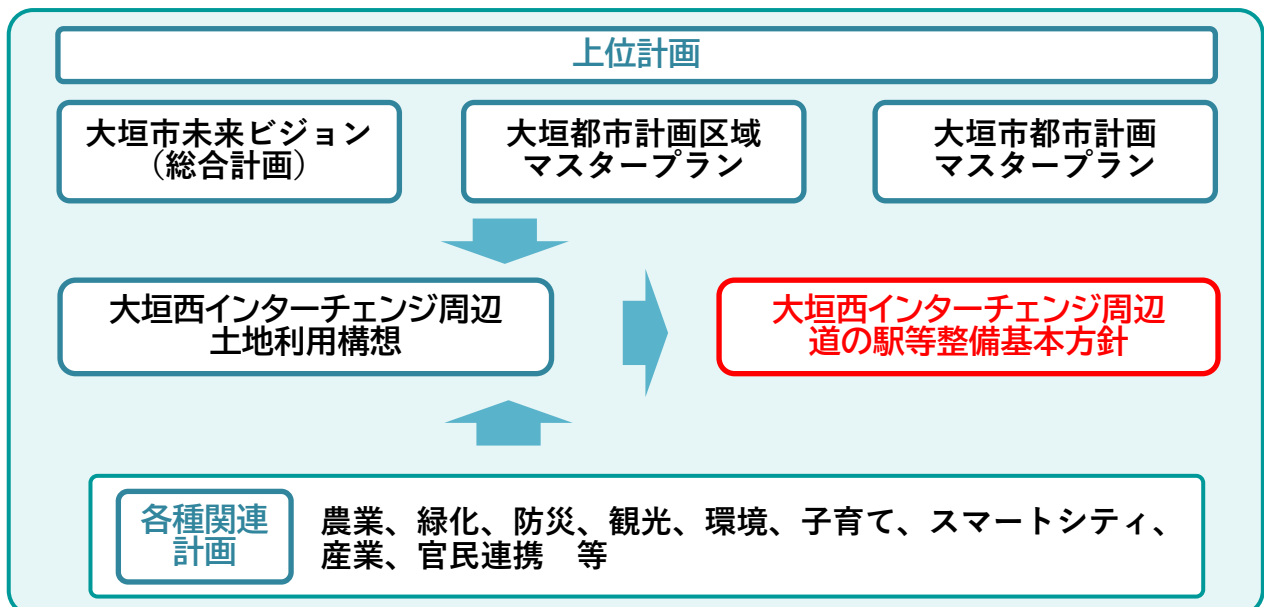 上位計画
大垣市未来ビジョン
（総合計画）
大垣都市計画区域
マスタープラン
大垣市都市計画
マスタープラン
大垣西インターチェンジ周辺
土地利用構想
大垣西インターチェンジ周辺
道の駅等整備基本方針
各種関連
計画
農業、緑化、防災、観光、環境、子育て、スマートシティ、
産業、官民連携　等